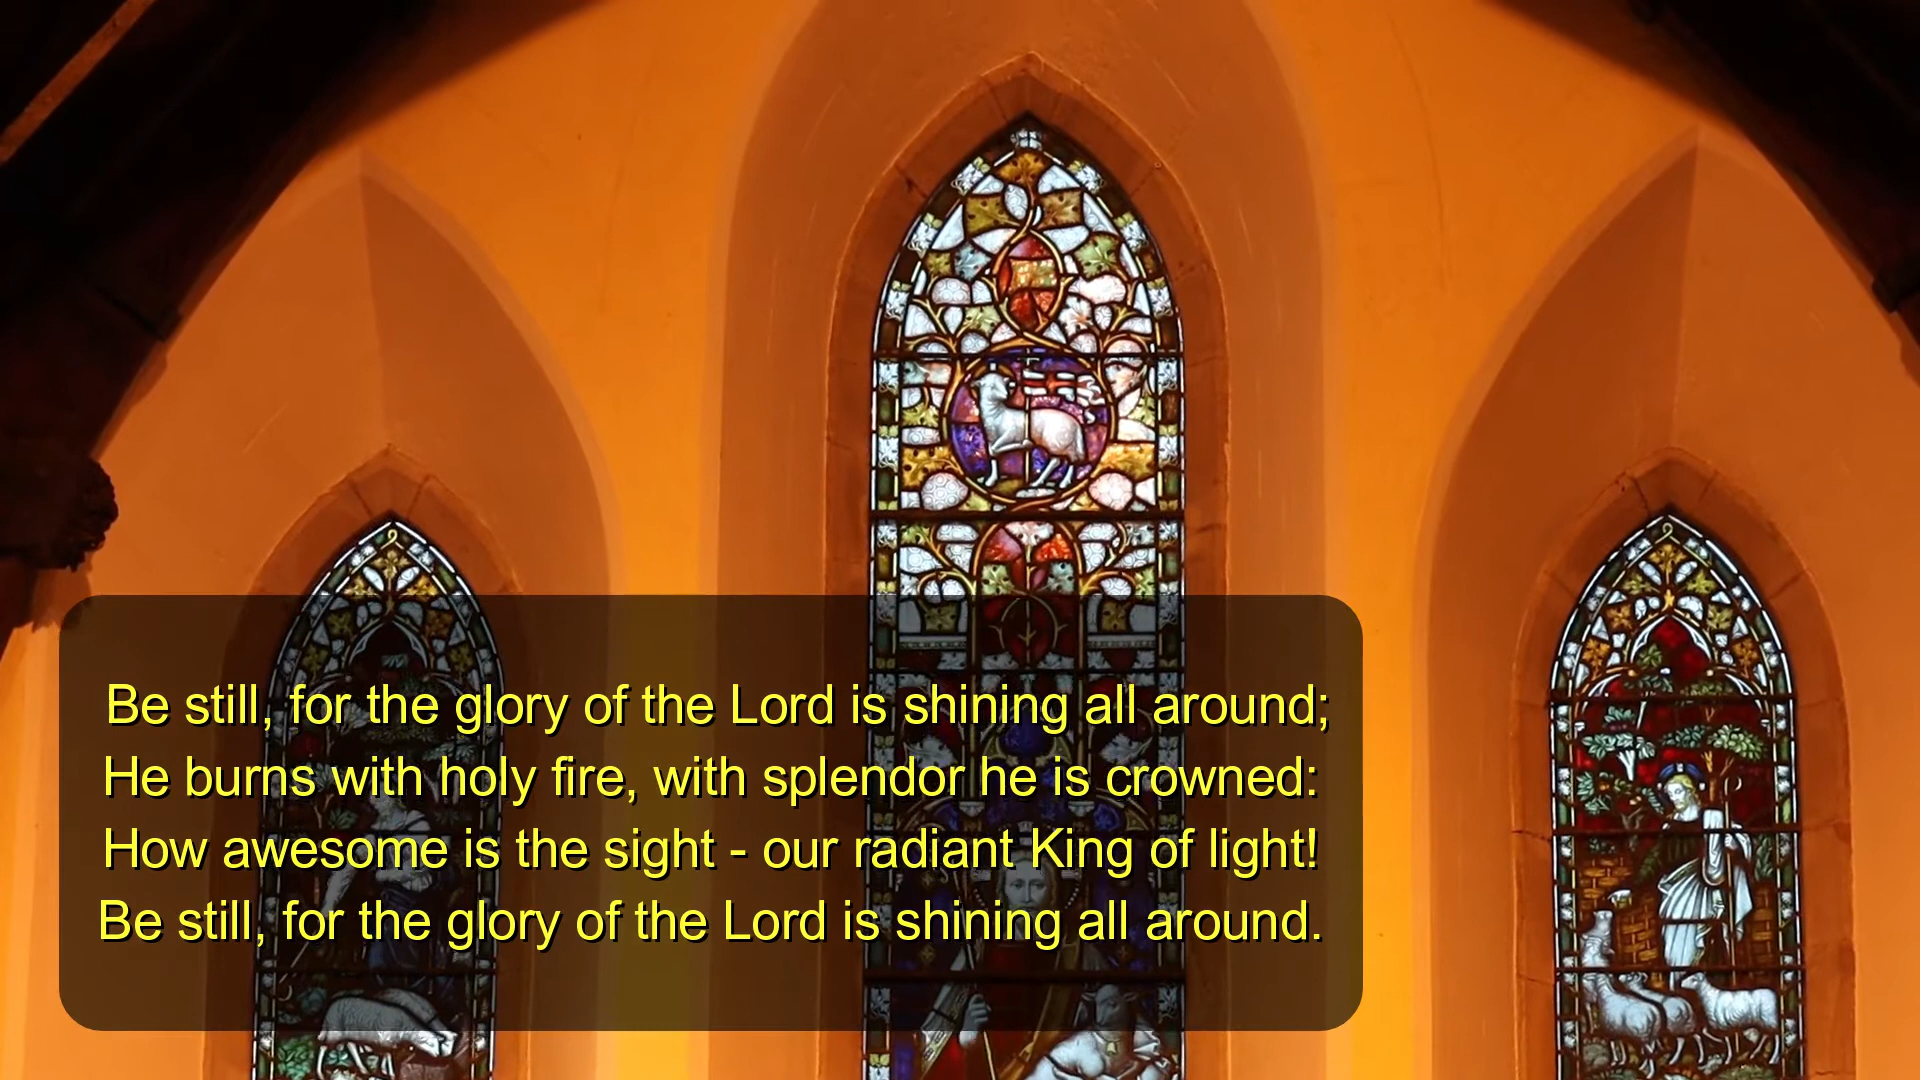 Be still, for the glory of the Lord is shining all around;
He burns with holy fire, with splendor he is crowned:
How awesome is the sight - our radiant King of light!
Be still, for the glory of the Lord is shining all around.